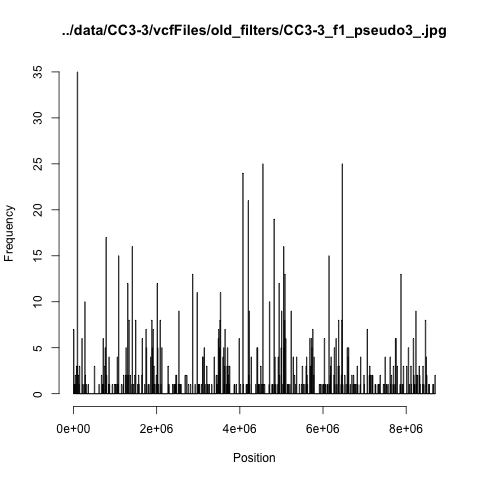 ../data/CC3-3/vcfFiles/old_filters/CC3-3_f1_pseudo3_.jpg
35
30
25
20
15
10
5
0
Frequency
0e+00 2e+06 4e+06 6e+06 8e+06
Position